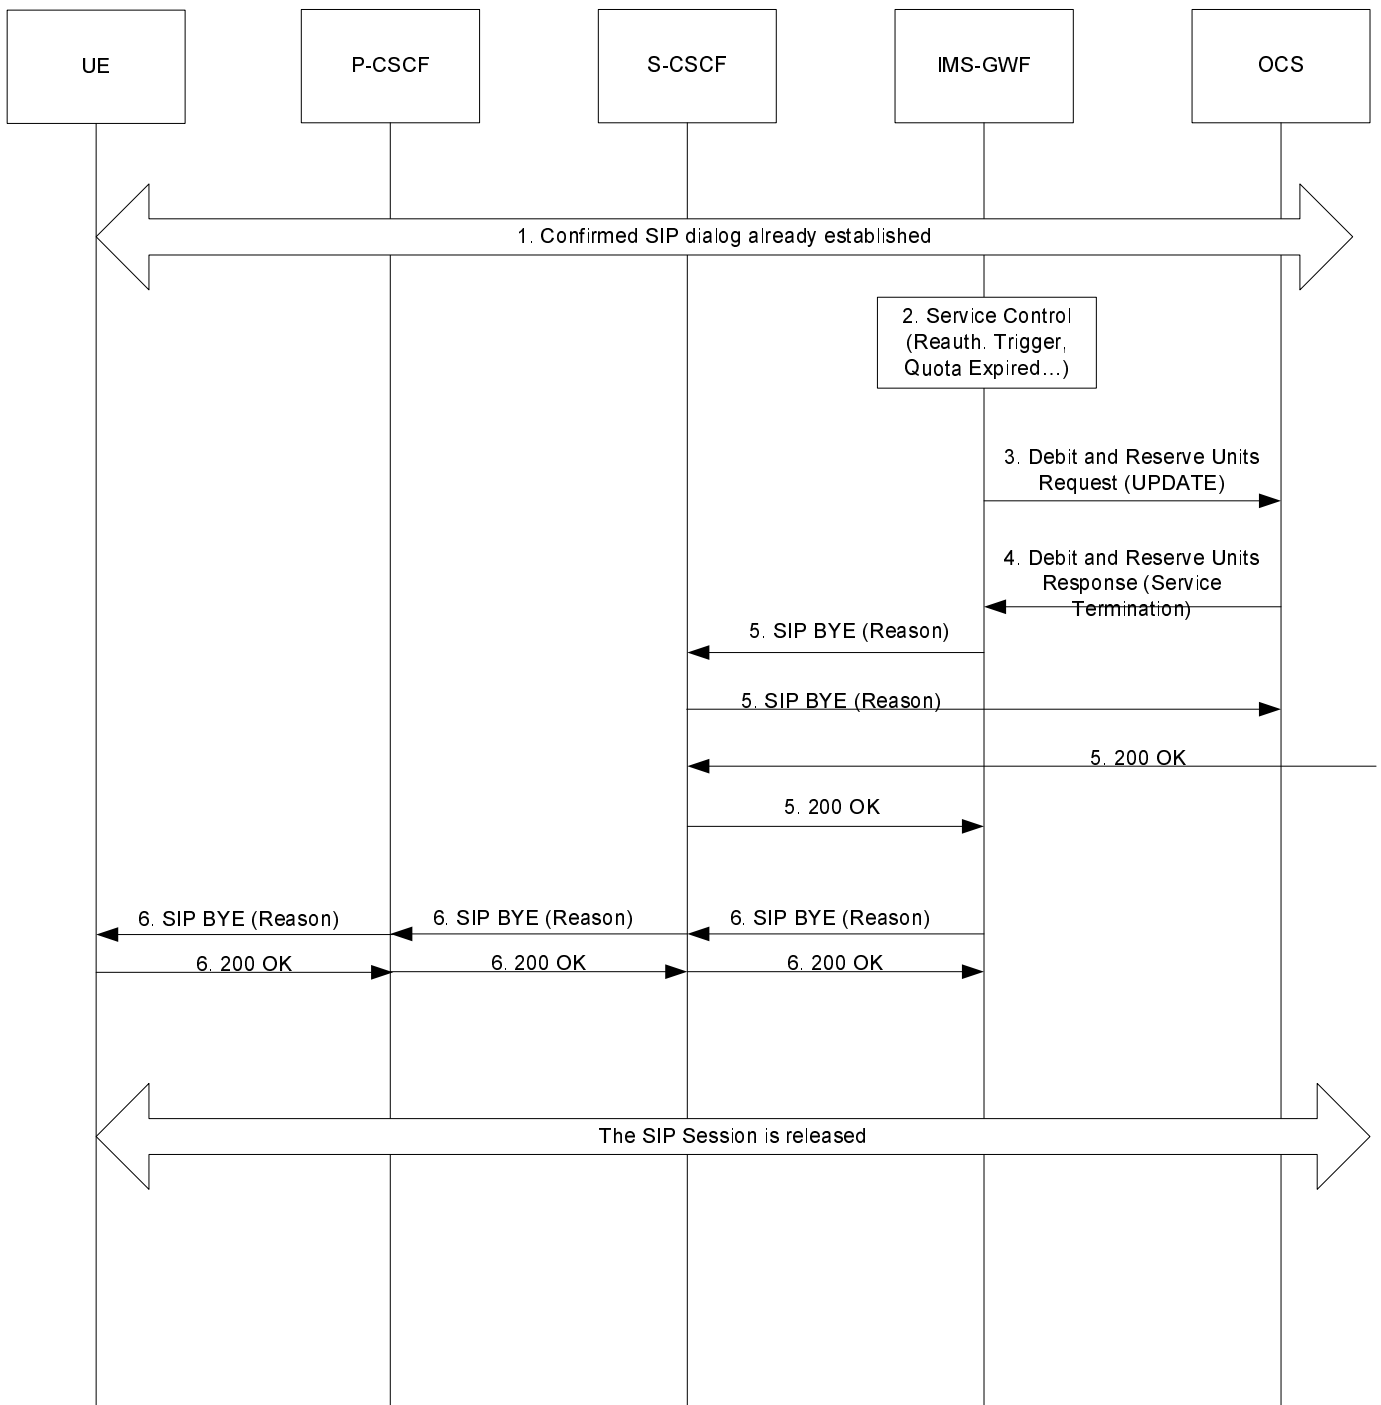 UE
P-CSCF
S-CSCF
IMS-GWF
OCS
1. Confirmed SIP dialog already established
2. Service Control
(Reauth. Trigger,
Quota Expired...)
3. Debit and Reserve Units
Request (UPDATE)
4. Debit and Reserve Units
Response (Service
Termination)
5. SIP BYE (Reason)
5. SIP BYE (Reason)
5. 200 OK
5. 200 OK
6. SIP BYE (Reason)
6. SIP BYE (Reason)
6. SIP BYE (Reason)
6. 200 OK
6. 200 OK
6. 200 OK
The SIP Session is released